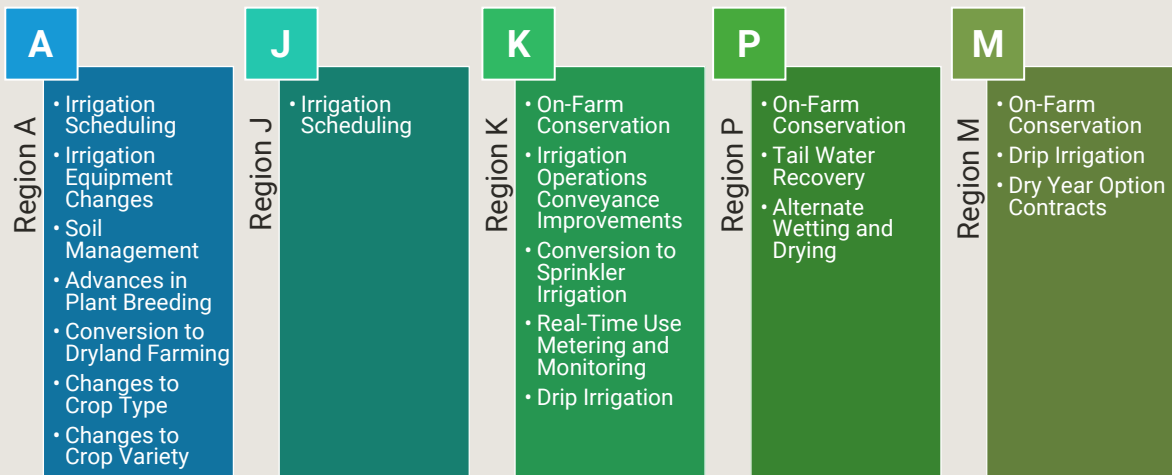 A
Region A
• Irrigation
Scheduling
• Irrigation
Equipment
Changes
• Soil
Management
• Advances in
Plant Breeding
• Conversion to
Dryland Farming
• Changes to
Crop Type
• Changes to
Crop Variety
J
Region J
• Irrigation
Scheduling
K
Region K
• On-Farm
Conservation
• Irrigation
Operations
Conveyance
Improvements
• Conversion to
Sprinkler
Irrigation
• Real-Time Use
Metering and
Monitoring
• Drip Irrigation
P
Region P
• On-Farm
Conservation
• Tail Water
Recovery
• Alternate
Wetting and
Drying
M
Region M
• On-Farm
Conservation
• Drip Irrigation
• Dry Year Option
Contracts